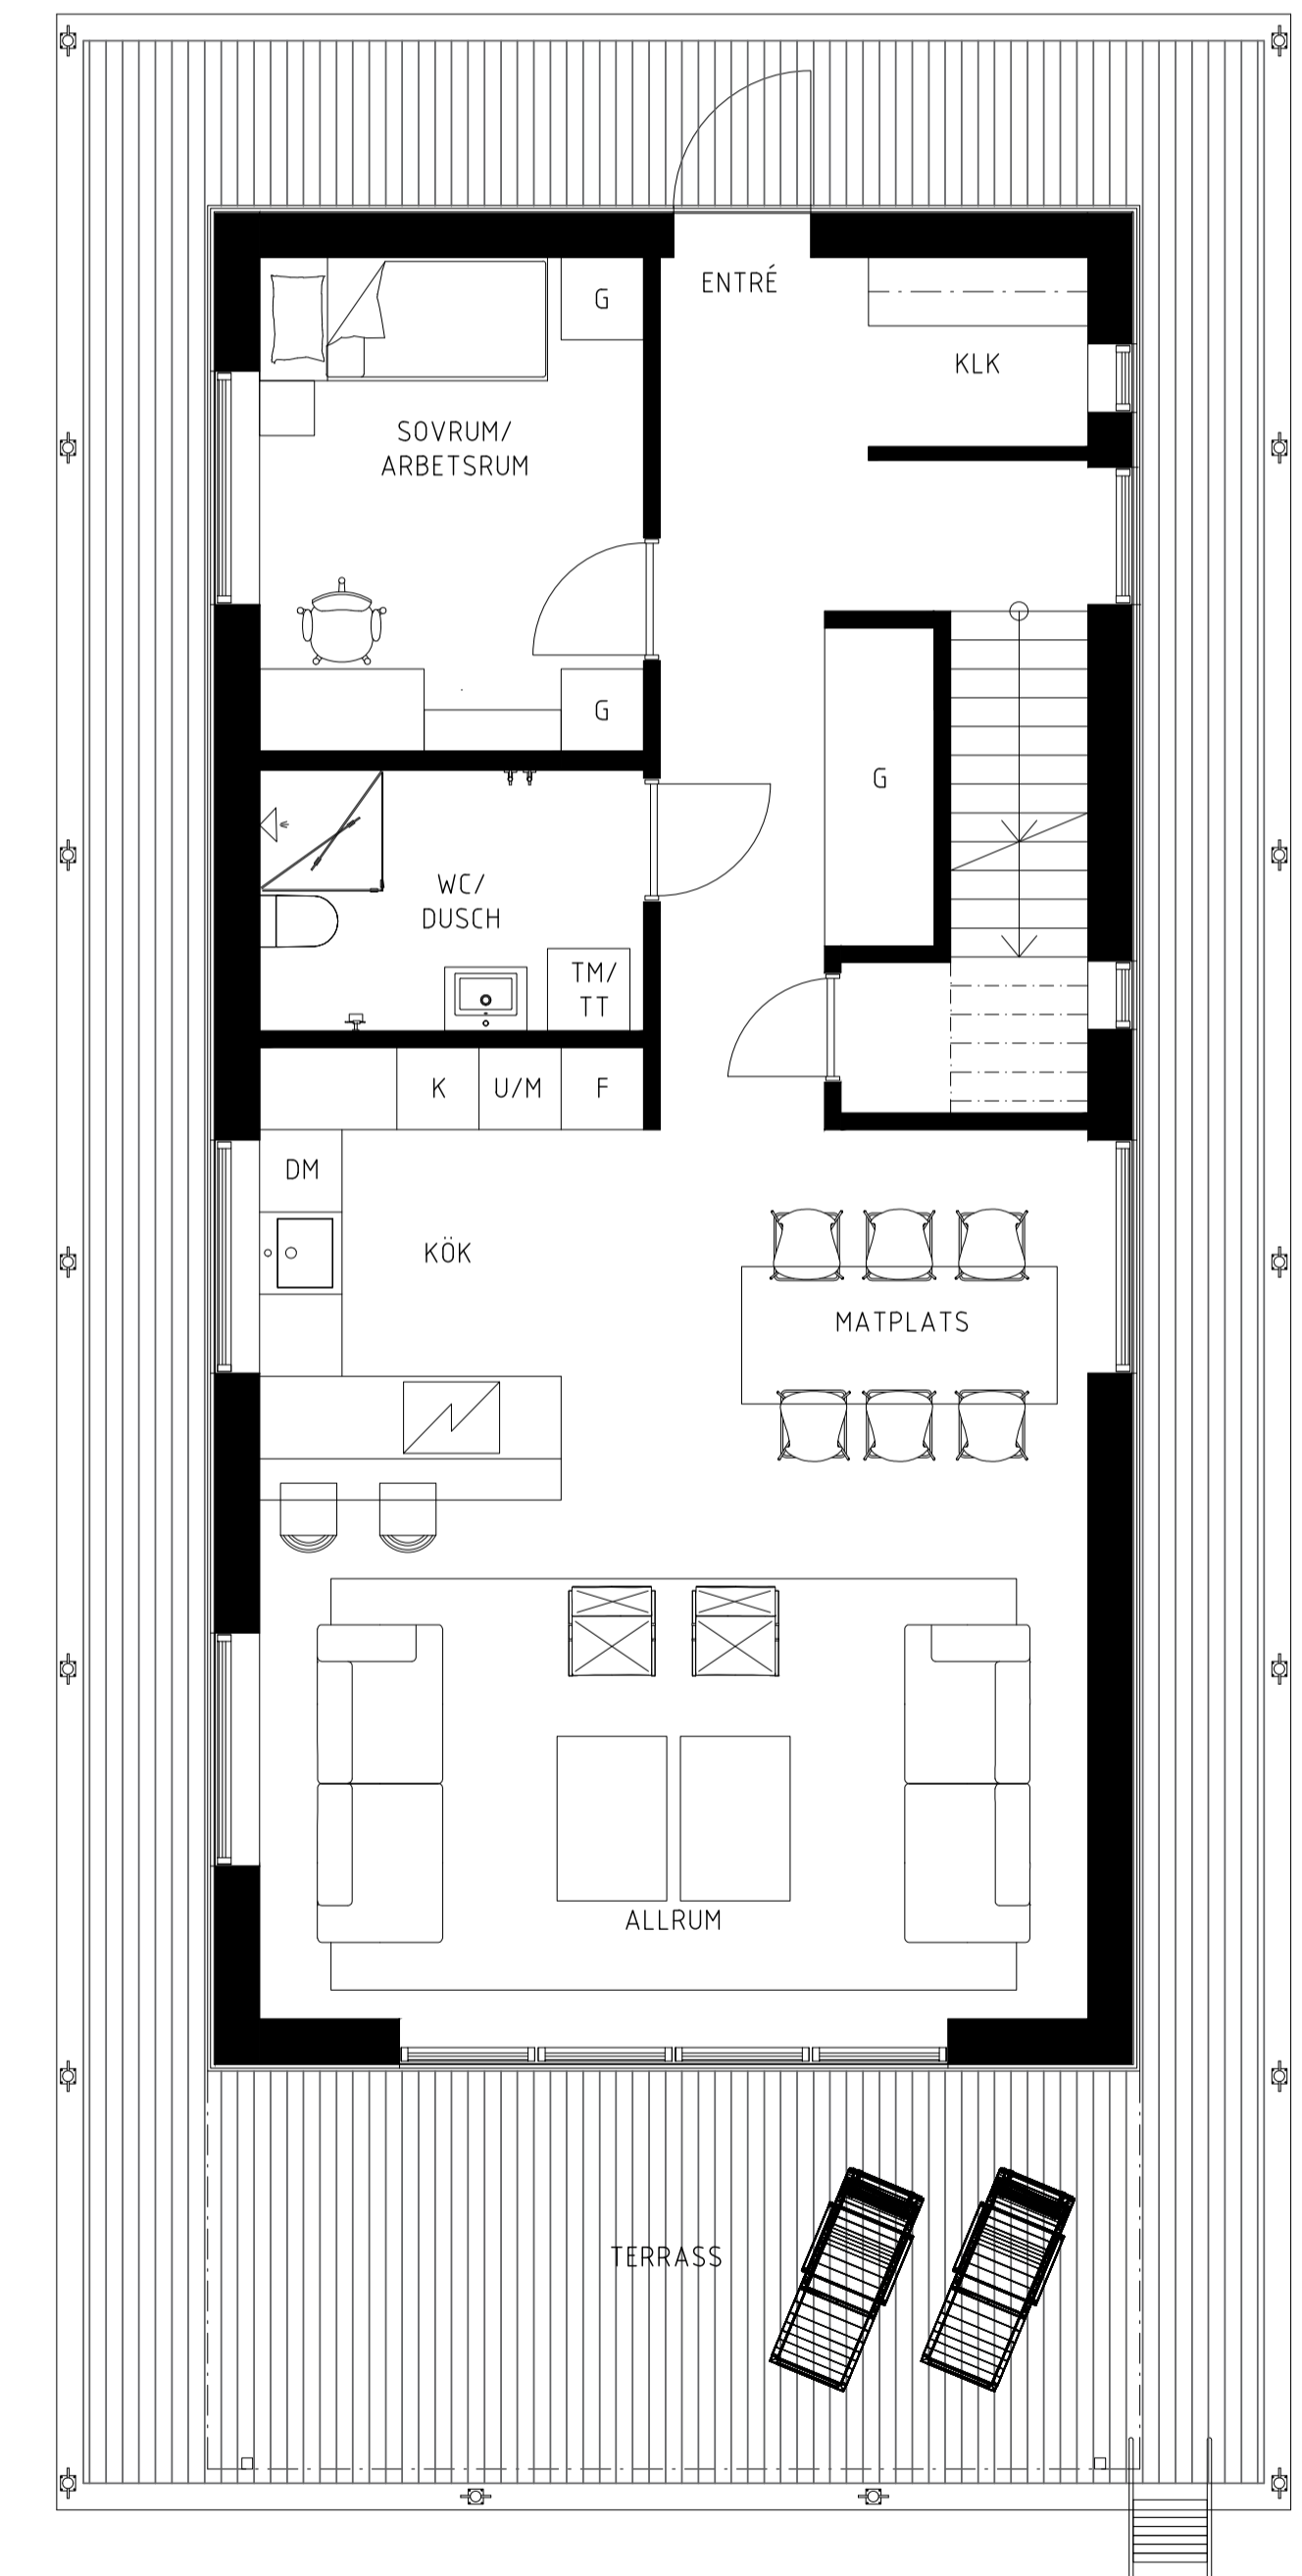 ENTRÉ
G
KLK
SOVRUM/
ARBETSRUM
G
G
WC/
DUSCH
TM/
TT
K
U/M
F
DM
KÖK
MATPLATS
ALLRUM
TERRASS